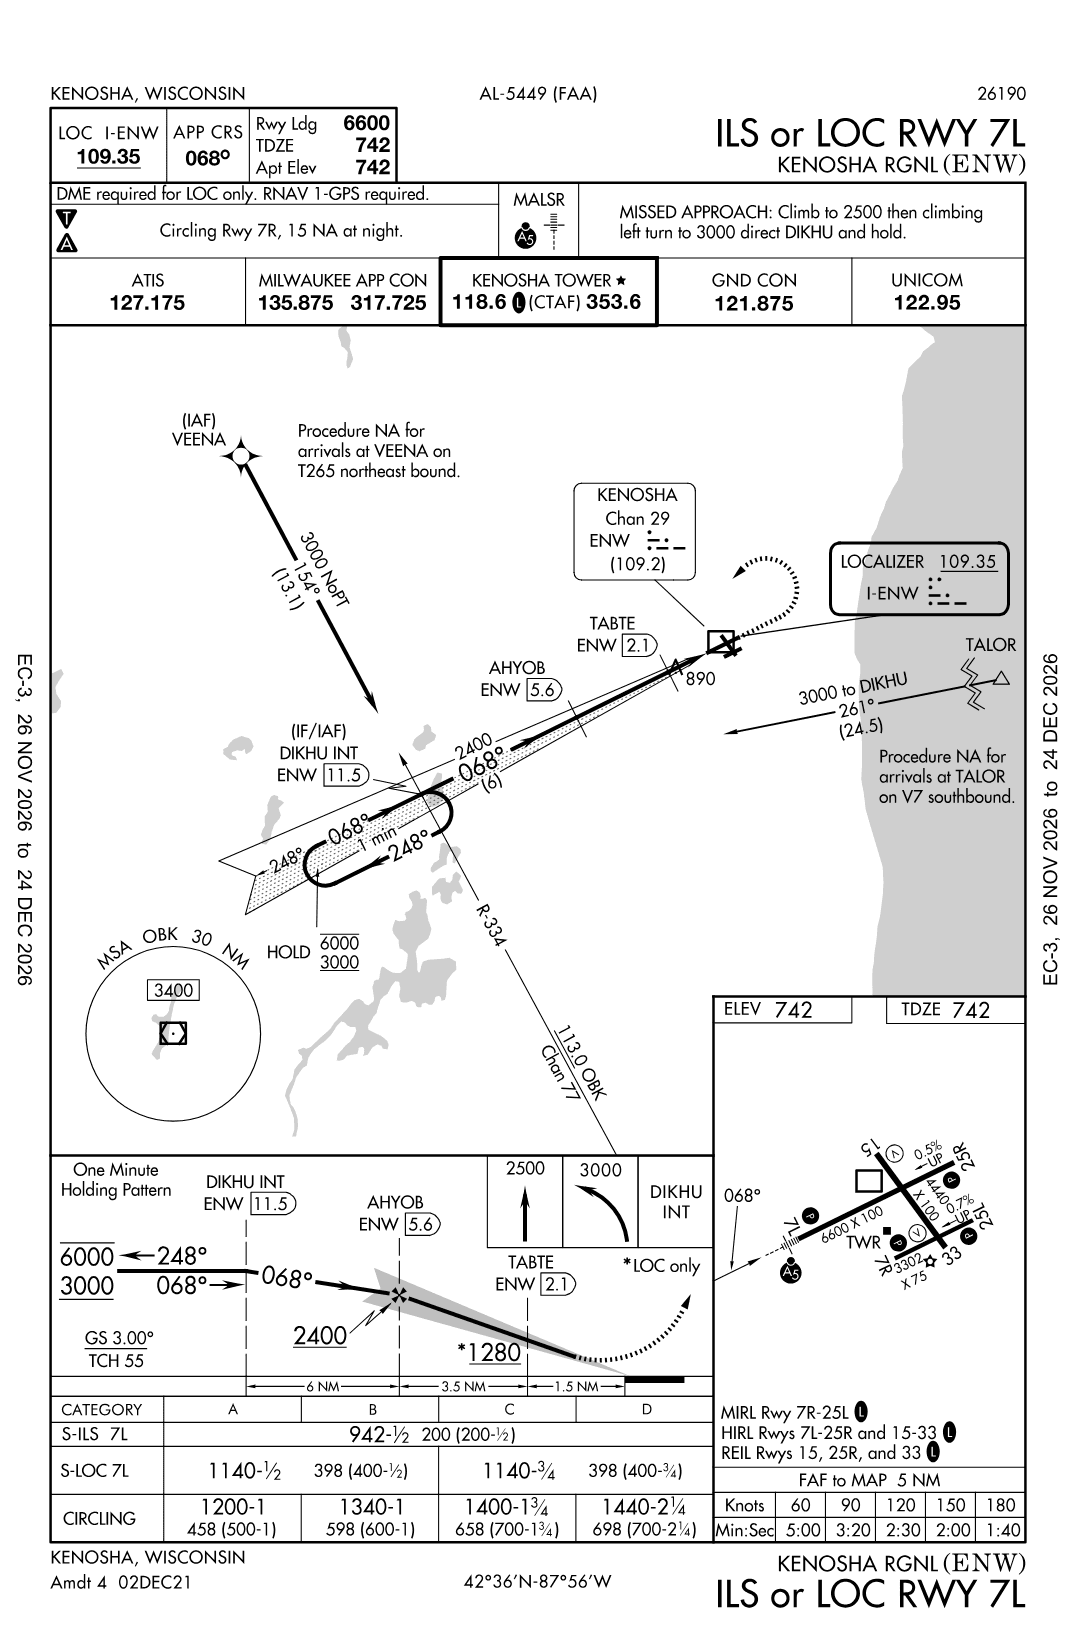 KENOSHA, WISCONSIN
AL-5449 (FAA)
26190
LOC I-ENW
109.35
APP CRS
068°
Rwy Ldg 6600
TDZE 742
Apt Elev 742
ILS or LOC RWY 7L
KENOSHA RGNL (ENW)
DME required for LOC only. RNAV 1-GPS required.
T
A
Circling Rwy 7R, 15 NA at night.
MALSR
A5
MISSED APPROACH: Climb to 2500 then climbing
left turn to 3000 direct DIKHU and hold.
ATIS
127.175
MILWAUKEE APP CON
135.875 317.725
KENOSHA TOWER ★
118.6 L (CTAF) 353.6
GND CON
121.875
UNICOM
122.95
(IAF)
VEENA
Procedure NA for
arrivals at VEENA on
T265 northeast bound.
3000 NoPT
154°
(13.1)
KENOSHA
Chan 29
ENW
(109.2)
LOCALIZER 109.35
I-ENW
TABTE
ENW 2.1
890
AHYOB
ENW 5.6
TALOR
3000 to DIKHU
261°
(24.5)
(IF/IAF)
DIKHU INT
ENW 11.5
2400
068°
(6)
Procedure NA for
arrivals at TALOR
on V7 southbound.
248°
068°
1 min
248°
R-334
HOLD 6000
3000
MSA OBK 30 NM
3400
113.0 OBK
Chan 77
EC-3, 26 NOV 2026 to 24 DEC 2026
EC-3, 26 NOV 2026 to 24 DEC 2026
ELEV 742
TDZE 742
068°
15
V
0.5%
UP
25R
P
4440 X 100
0.7%
UP
25L
P
7L
P
6600 X 100
TWR
P
V
7R
3302
X 75
33
A5
MIRL Rwy 7R-25L L
HIRL Rwys 7L-25R and 15-33 L
REIL Rwys 15, 25R, and 33 L
FAF to MAP 5 NM
Knots 60 90 120 150 180
Min:Sec 5:00 3:20 2:30 2:00 1:40
One Minute
Holding Pattern
DIKHU INT
ENW 11.5
AHYOB
ENW 5.6
2500
3000
DIKHU
INT
TABTE
ENW 2.1
*LOC only
6000 248°
3000 068°
068°
2400
*1280
GS 3.00°
TCH 55
6 NM
3.5 NM
1.5 NM
CATEGORY A B C D
S-ILS 7L 942-½ 200 (200-½)
S-LOC 7L 1140-½ 398 (400-½) 1140-¾ 398 (400-¾)
CIRCLING
1200-1
458 (500-1)
1340-1
598 (600-1)
1400-1¾
658 (700-1¾)
1440-2¼
698 (700-2¼)
KENOSHA, WISCONSIN
Amdt 4 02DEC21
42°36'N-87°56'W
KENOSHA RGNL (ENW)
ILS or LOC RWY 7L